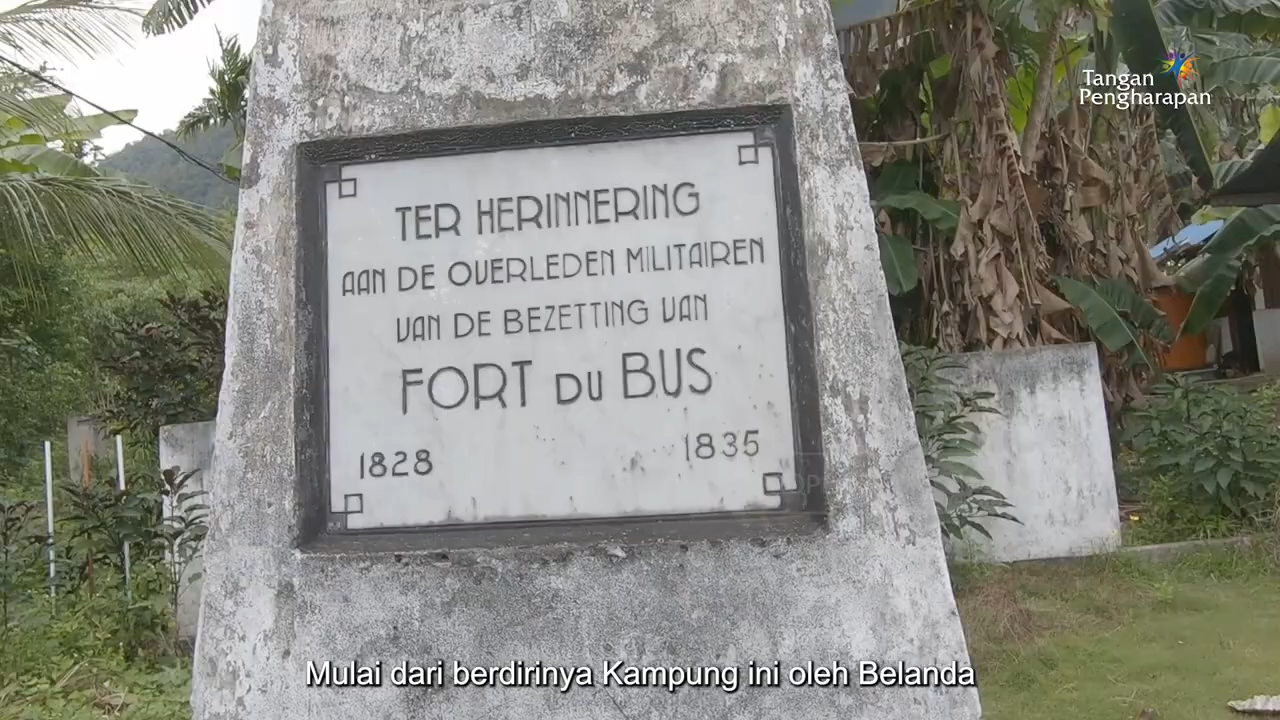 Tangan
Pengharapan
TER HERINNERING
AAN DE OVERLEDEN MILITAIREN
VAN DE BEZETTING VAN
FORT DU BUS
1828 1835
Mulai dari berdirinya Kampung ini oleh Belanda